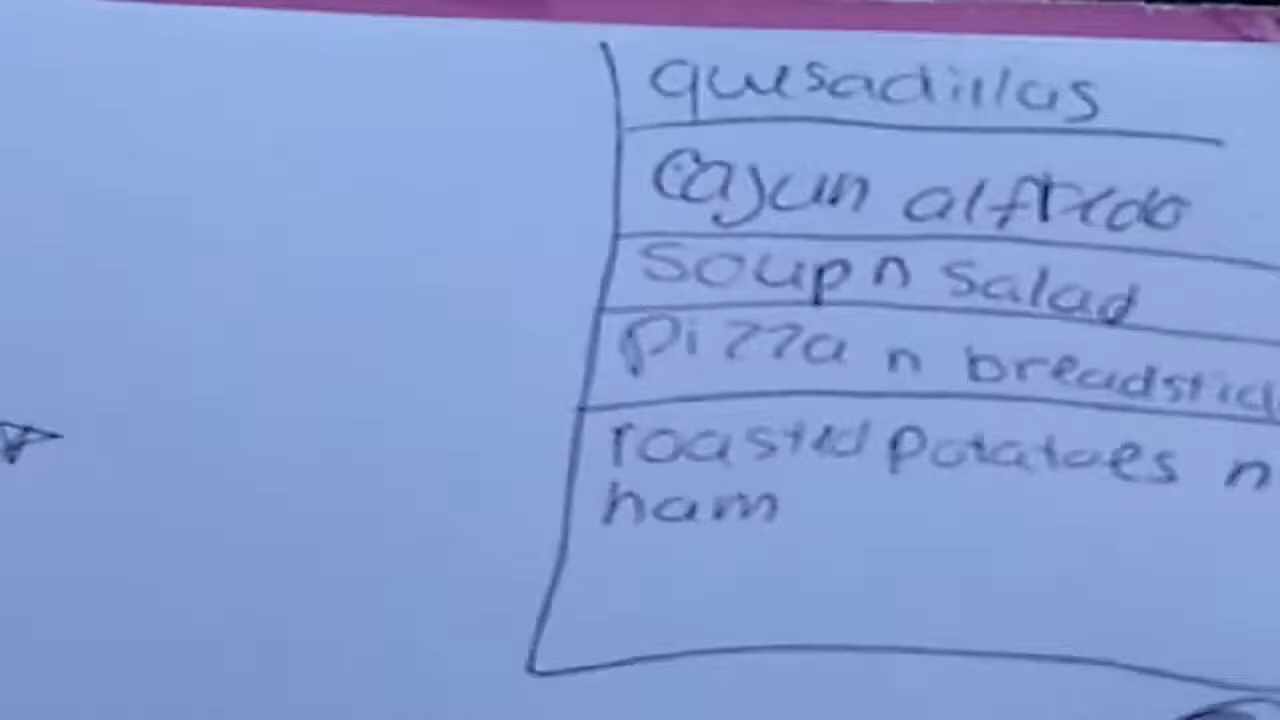 quesadillas
Cajun alfredo
Soup n Salad
Pizza n breadstic
roasted potatoes n
ham